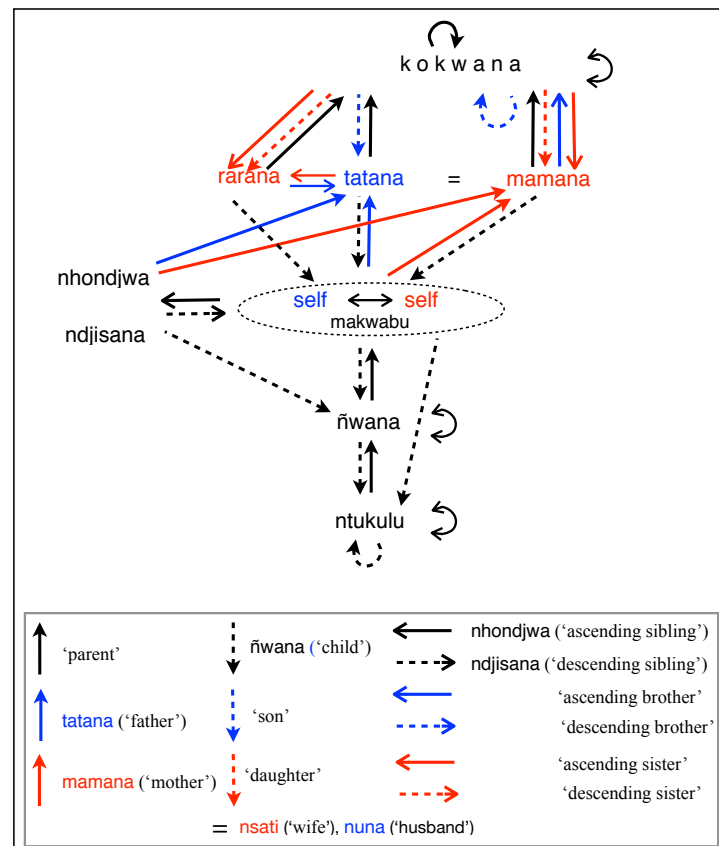 k o k w a n a
rarana tatana = mamana
nhondjwa
self self
ndjisana makwabu
ñwana
ntukulu
‘parent’ ñwana (‘child’) nhondjwa (‘ascending sibling’)
ndjisana (‘descending sibling’)
tatana (‘father’) ‘son’ ‘ascending brother’
‘descending brother’
mamana (‘mother’) ‘daughter’ ‘ascending sister’
‘descending sister’
= nsati (‘wife’), nuna (‘husband’)